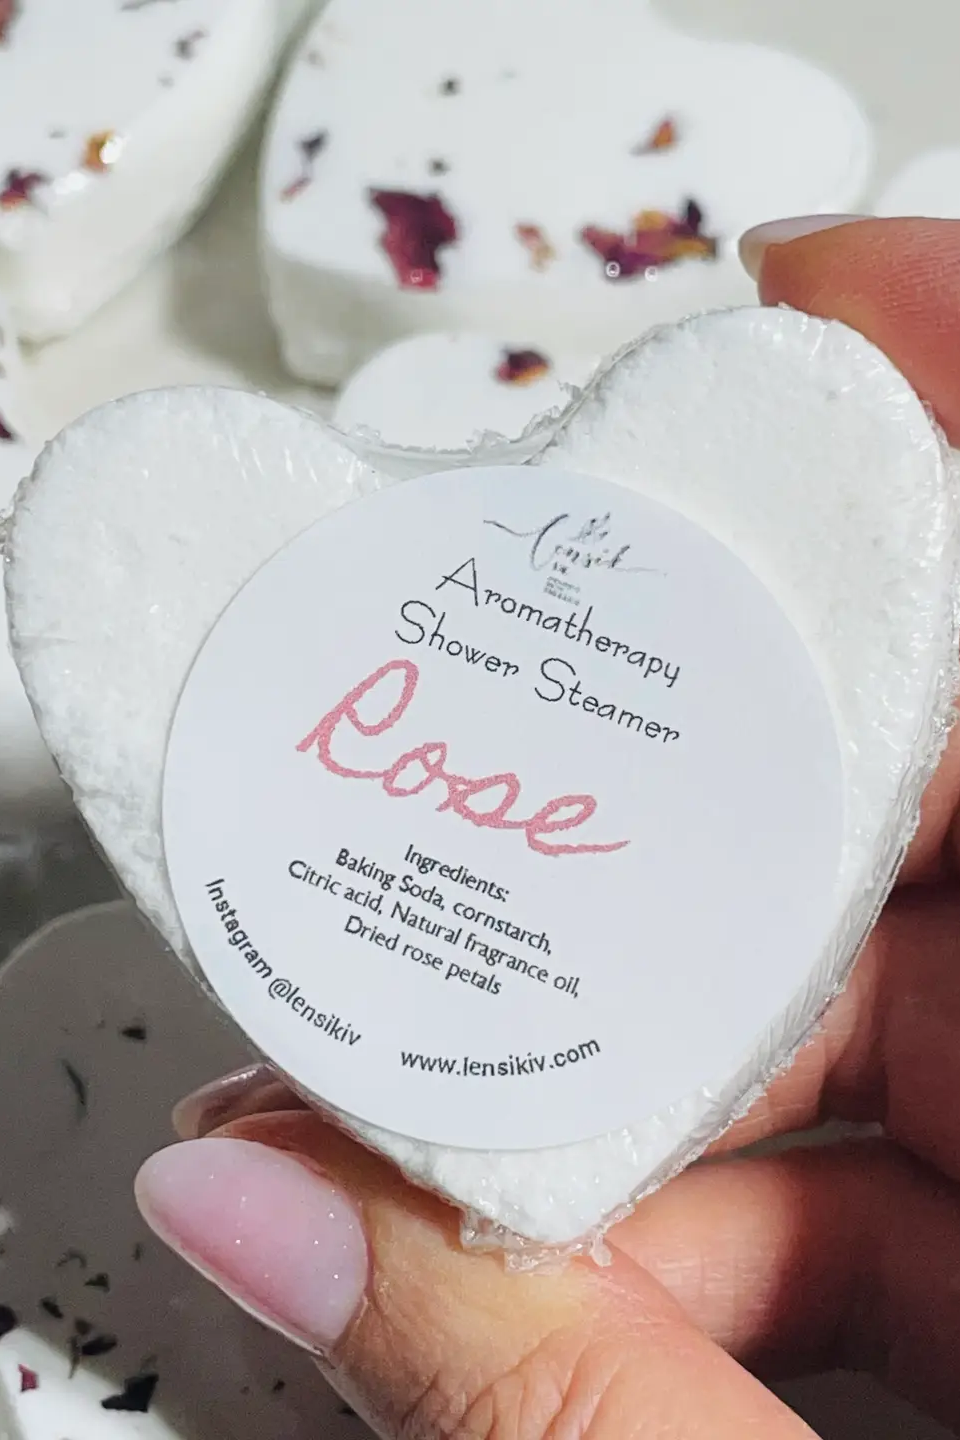 Lensik
Aromatherapy
Shower Steamer
Rose
Ingredients:
Baking Soda, cornstarch,
Citric acid, Natural fragrance oil,
Dried rose petals
Instagram @lensikiv
www.lensikiv.com